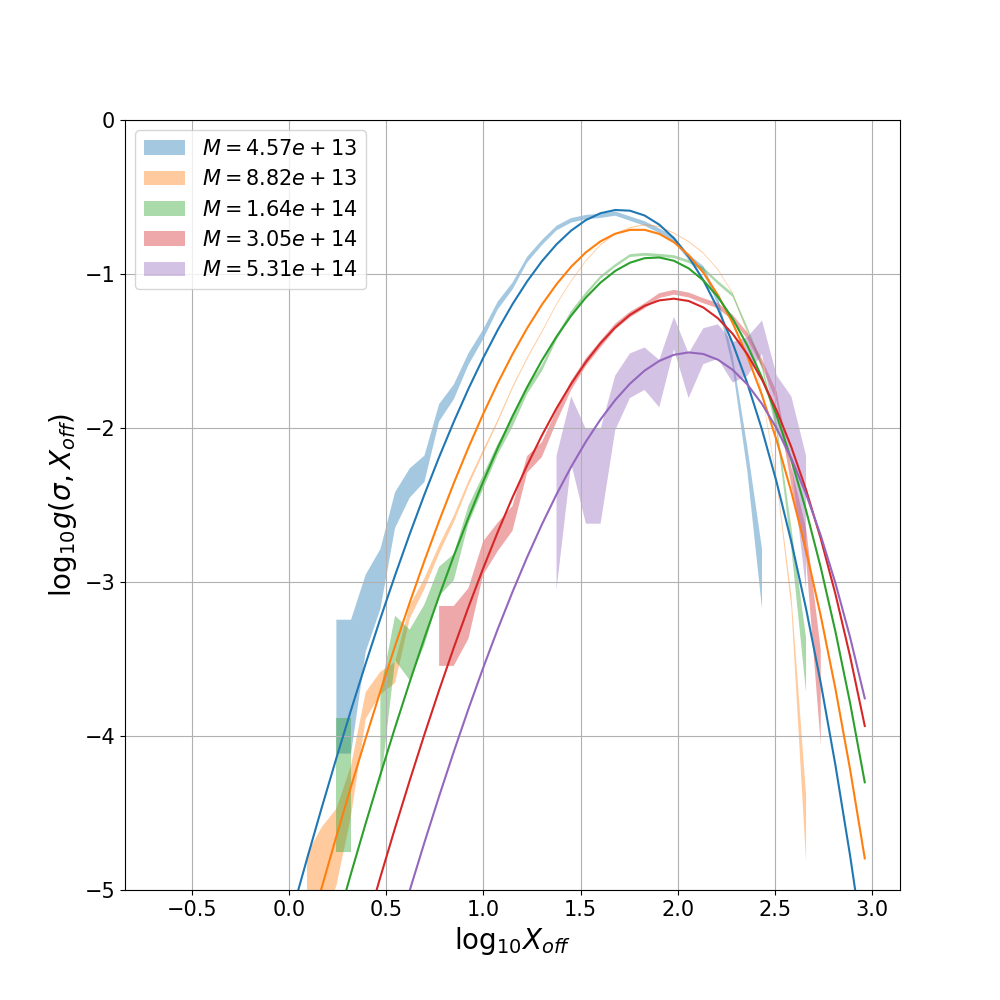 0
−1
−2
−3
−4
−5
log₁₀g(σ, X_off)
M = 4.57e + 13
M = 8.82e + 13
M = 1.64e + 14
M = 3.05e + 14
M = 5.31e + 14
−0.5 0.0 0.5 1.0 1.5 2.0 2.5 3.0
log₁₀X_off